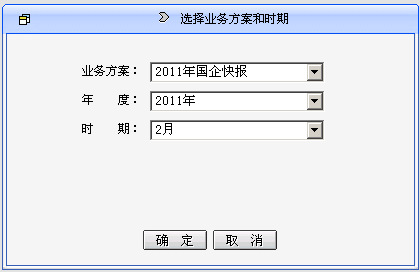 选择业务方案和时期
业务方案： 2011年国企快报
年　度： 2011年
时　期： 2月
确 定 取 消